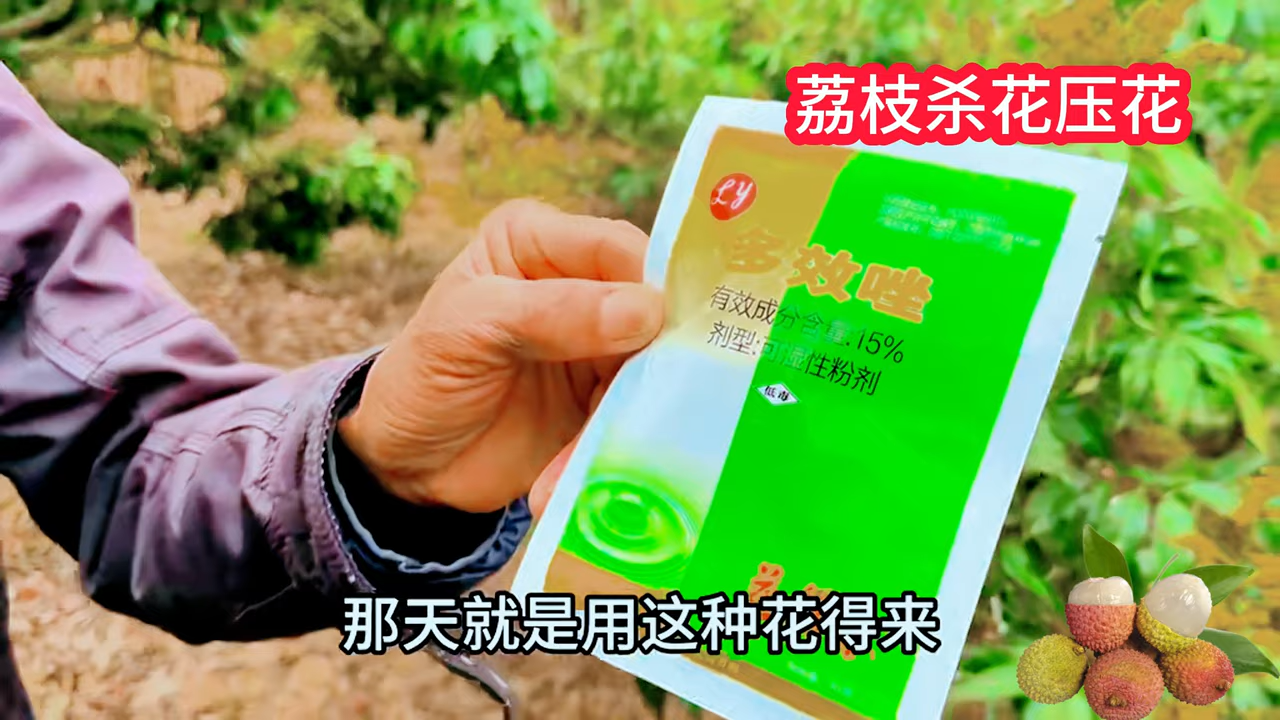 荔枝杀花压花
LY
多效唑
有效成分含量:15%
剂型:可湿性粉剂
低毒
那天就是用这种花得来